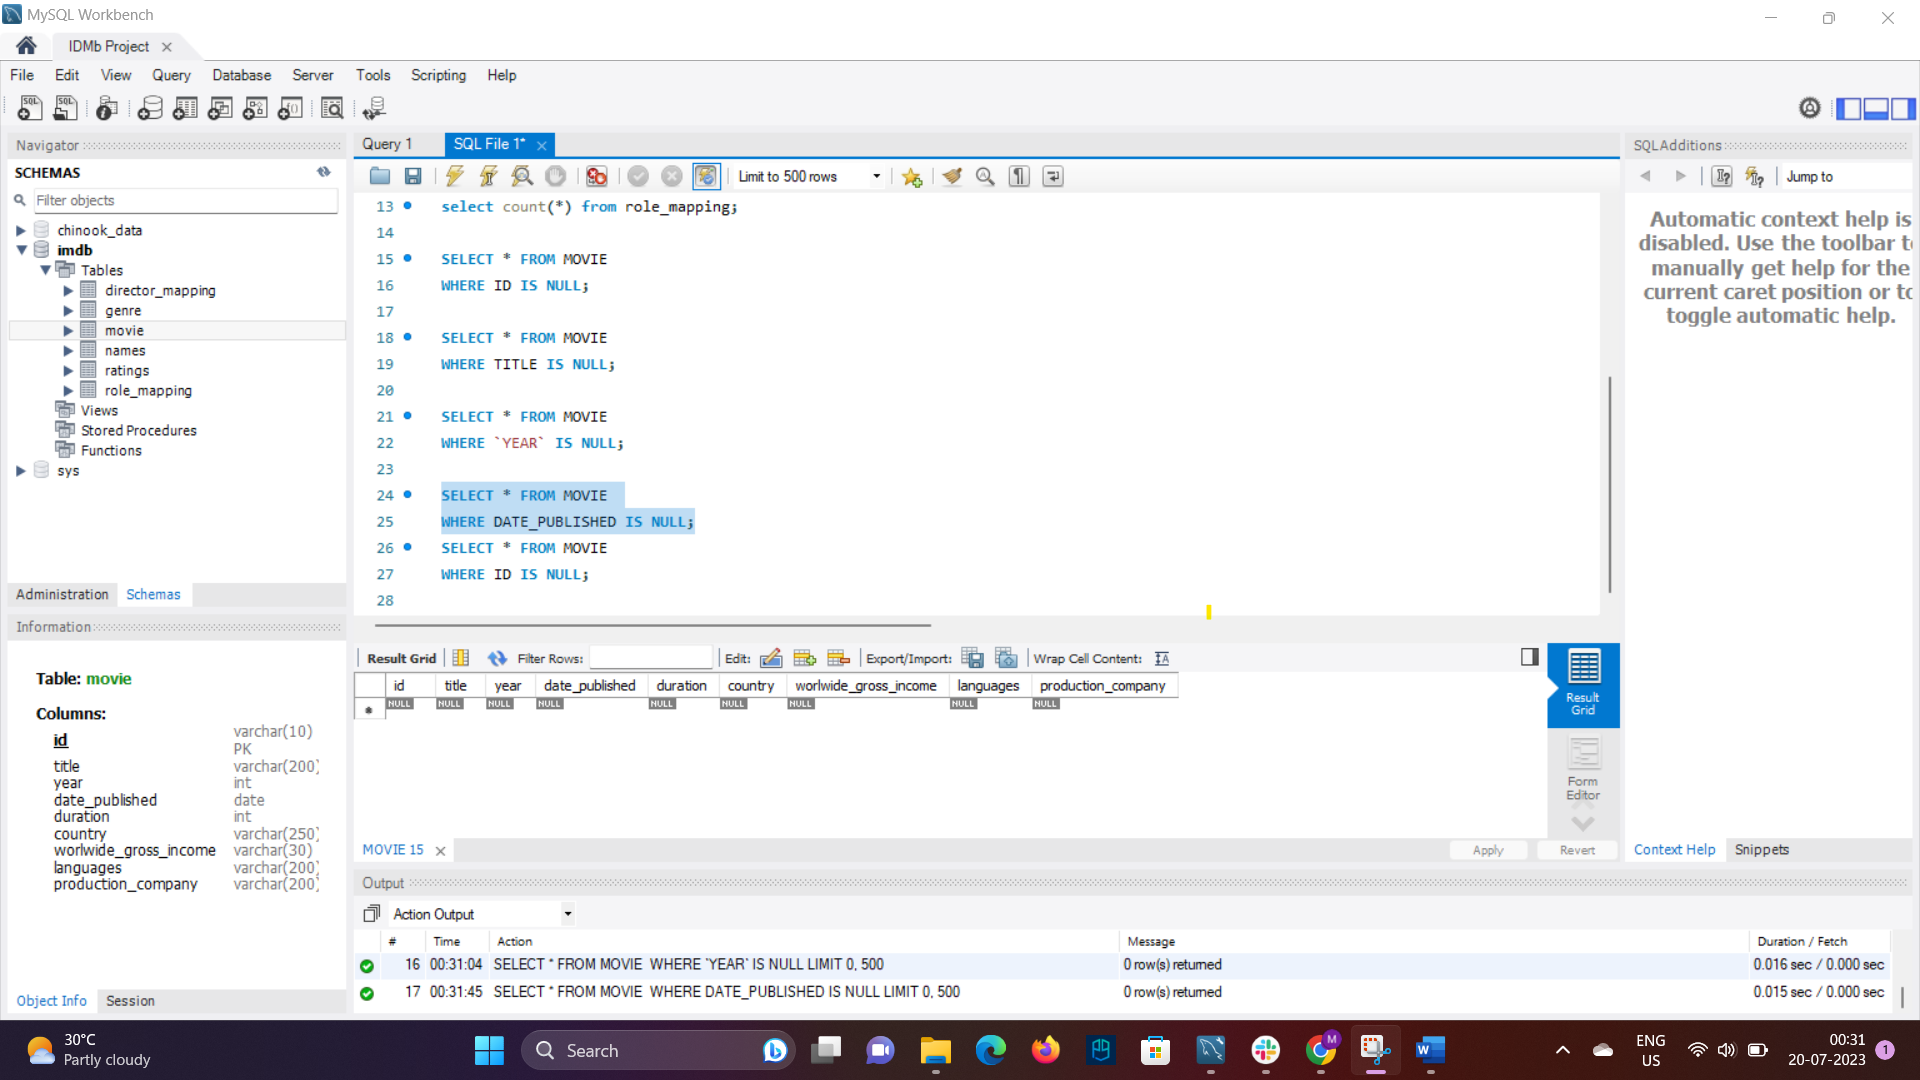 MySQL Workbench
IDMb Project
File Edit View Query Database Server Tools Scripting Help
Navigator
SCHEMAS
Filter objects
chinook_data
imdb
Tables
director_mapping
genre
movie
names
ratings
role_mapping
Views
Stored Procedures
Functions
sys
Administration Schemas
Information
Table: movie
Columns:
id varchar(10) PK
title varchar(200)
year int
date_published date
duration int
country varchar(250)
worlwide_gross_income varchar(30)
languages varchar(200)
production_company varchar(200)
Object Info Session
Query 1 SQL File 1*
Limit to 500 rows
13 select count(*) from role_mapping;
14
15 SELECT * FROM MOVIE
16 WHERE ID IS NULL;
17
18 SELECT * FROM MOVIE
19 WHERE TITLE IS NULL;
20
21 SELECT * FROM MOVIE
22 WHERE `YEAR` IS NULL;
23
24 SELECT * FROM MOVIE
25 WHERE DATE_PUBLISHED IS NULL;
26 SELECT * FROM MOVIE
27 WHERE ID IS NULL;
28
Result Grid Filter Rows: Edit: Export/Import: Wrap Cell Content:
id title year date_published duration country worlwide_gross_income languages production_company
NULL NULL NULL NULL NULL NULL NULL NULL NULL
Result Grid
Form Editor
MOVIE 15
Apply Revert
Output
Action Output
# Time Action Message Duration / Fetch
16 00:31:04 SELECT * FROM MOVIE WHERE `YEAR` IS NULL LIMIT 0, 500 0 row(s) returned 0.016 sec / 0.000 sec
17 00:31:45 SELECT * FROM MOVIE WHERE DATE_PUBLISHED IS NULL LIMIT 0, 500 0 row(s) returned 0.015 sec / 0.000 sec
SQLAdditions
Jump to
Automatic context help is
disabled. Use the toolbar t
manually get help for the
current caret position or to
toggle automatic help.
Context Help Snippets
30°C
Partly cloudy
Search
ENG
US
00:31
20-07-2023
1